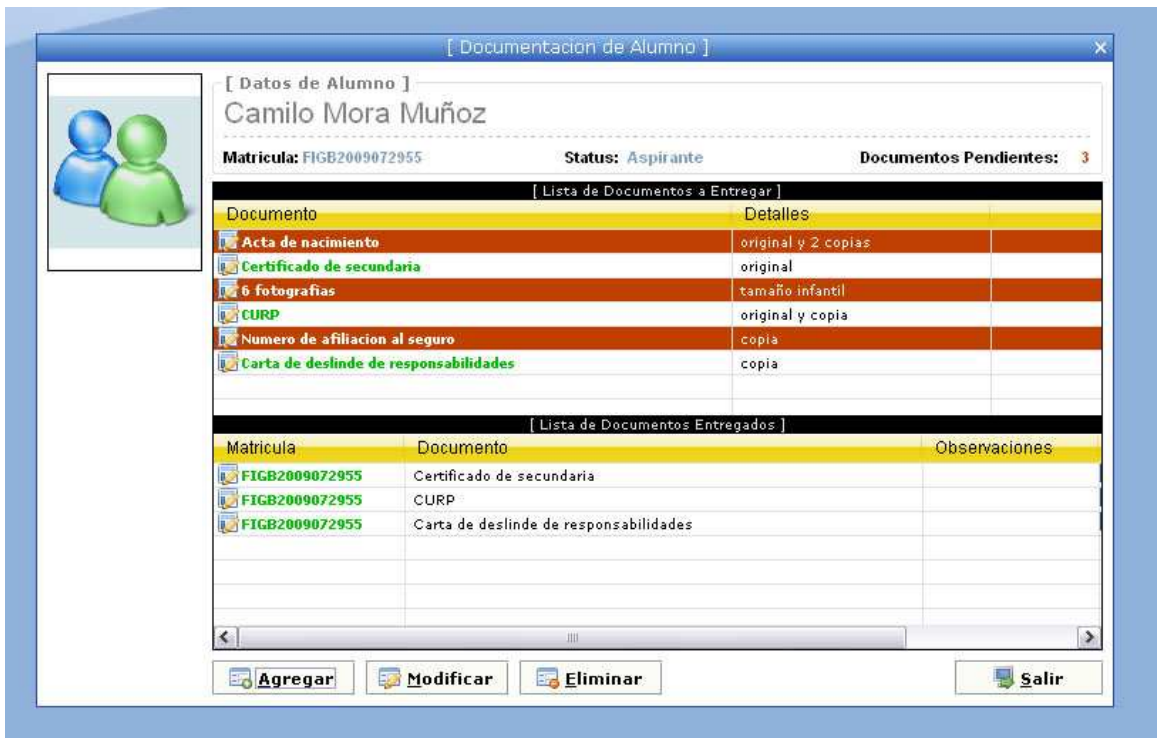 [ Documentacion de Alumno ]
[ Datos de Alumno ]
Camilo Mora Muñoz
Matricula: FIGB2009072955 Status: Aspirante Documentos Pendientes: 3
[ Lista de Documentos a Entregar ]
Documento Detalles
Acta de nacimiento original y 2 copias
Certificado de secundaria original
6 fotografias tamaño infantil
CURP original y copia
Numero de afiliacion al seguro copia
Carta de deslinde de responsabilidades copia
[ Lista de Documentos Entregados ]
Matricula Documento Observaciones
FIGB2009072955 Certificado de secundaria
FIGB2009072955 CURP
FIGB2009072955 Carta de deslinde de responsabilidades
Agregar Modificar Eliminar Salir